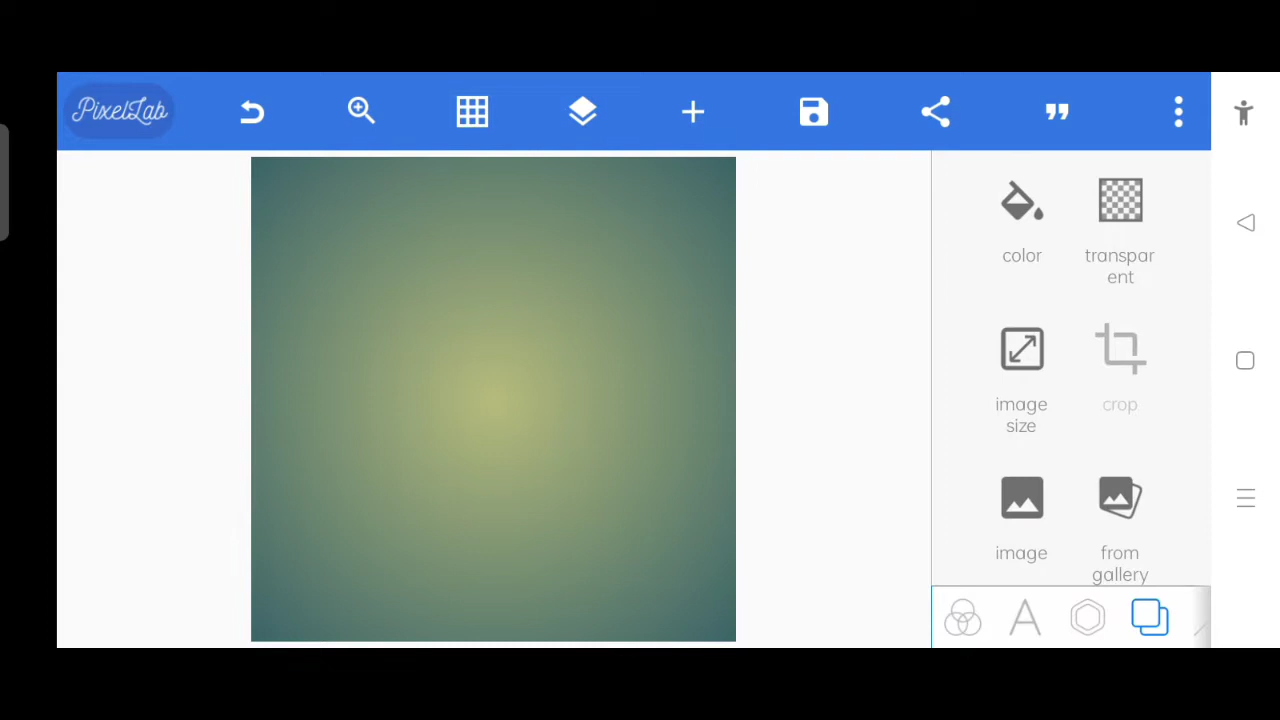 PixelLab
color
transpar
ent
image
size
crop
image
from
gallery